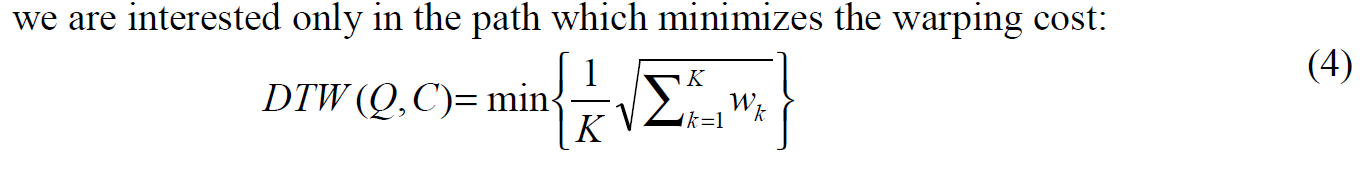 we are interested only in the path which minimizes the warping cost:
(4)
DTW(Q,C)= min{1/K √∑_{k=1}^{K} w_k}